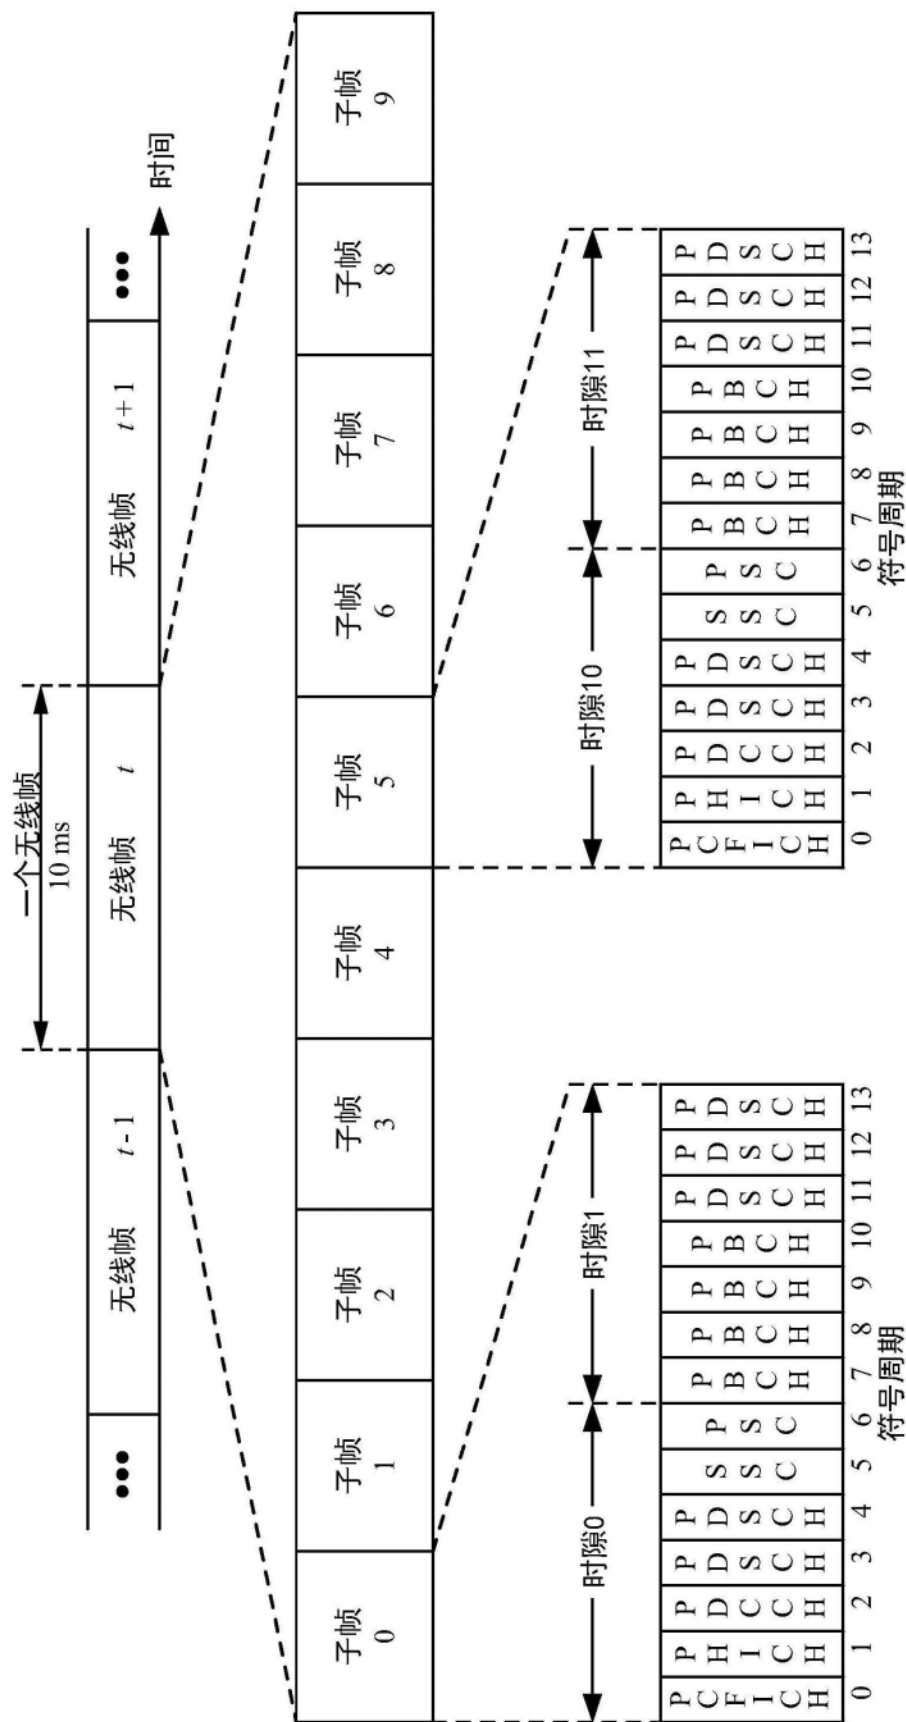 一个无线帧
10 ms
••• 无线帧 t-1 无线帧 t 无线帧 t+1 •••
时间
子帧 0 子帧 1 子帧 2 子帧 3 子帧 4 子帧 5 子帧 6 子帧 7 子帧 8 子帧 9
时隙0 时隙1 时隙10 时隙11
PCFICH PHICH PDCCH PDSCH PDSCH SSC PSC PBCH PBCH PBCH PBCH PDSCH PDSCH PDSCH
0 1 2 3 4 5 6 7 8 9 10 11 12 13
符号周期
PCFICH PHICH PDCCH PDSCH PDSCH SSC PSC PBCH PBCH PBCH PBCH PDSCH PDSCH PDSCH
0 1 2 3 4 5 6 7 8 9 10 11 12 13
符号周期